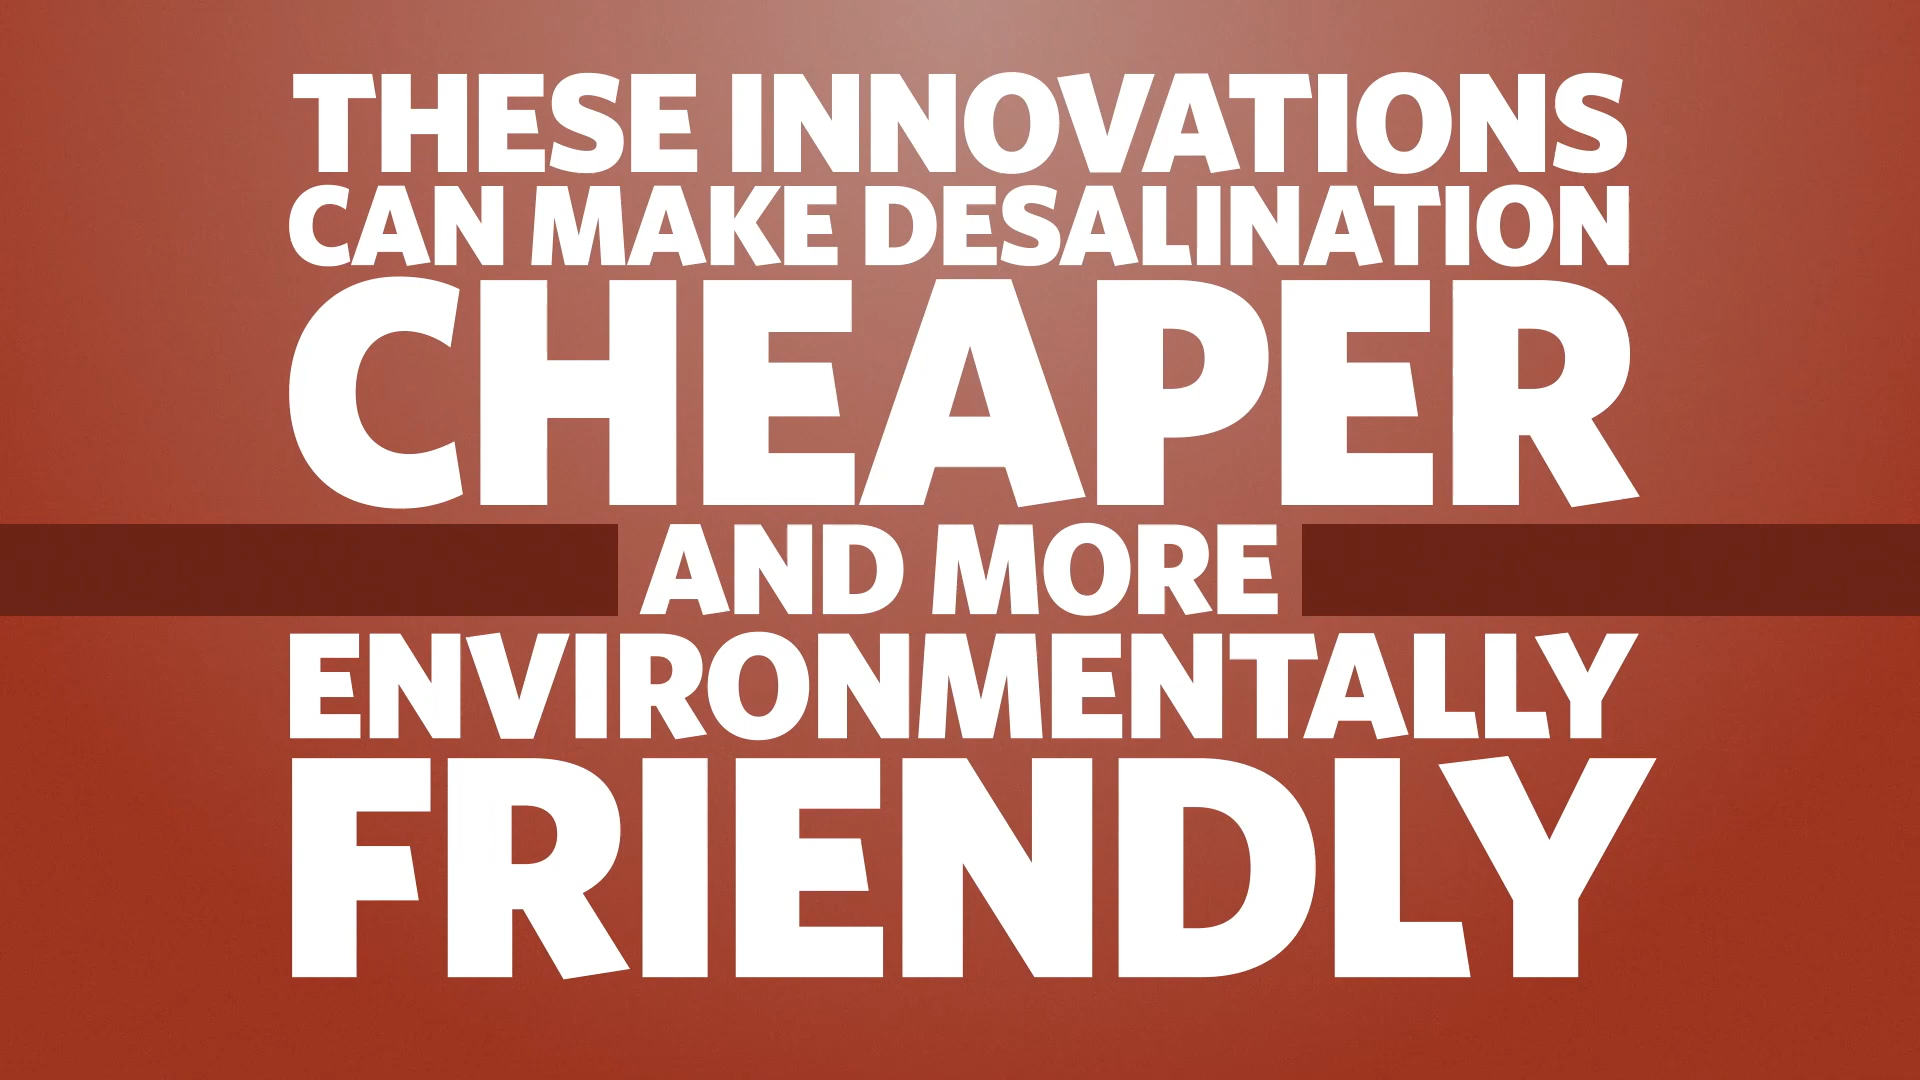 THESE INNOVATIONS
CAN MAKE DESALINATION
CHEAPER
AND MORE
ENVIRONMENTALLY
FRIENDLY